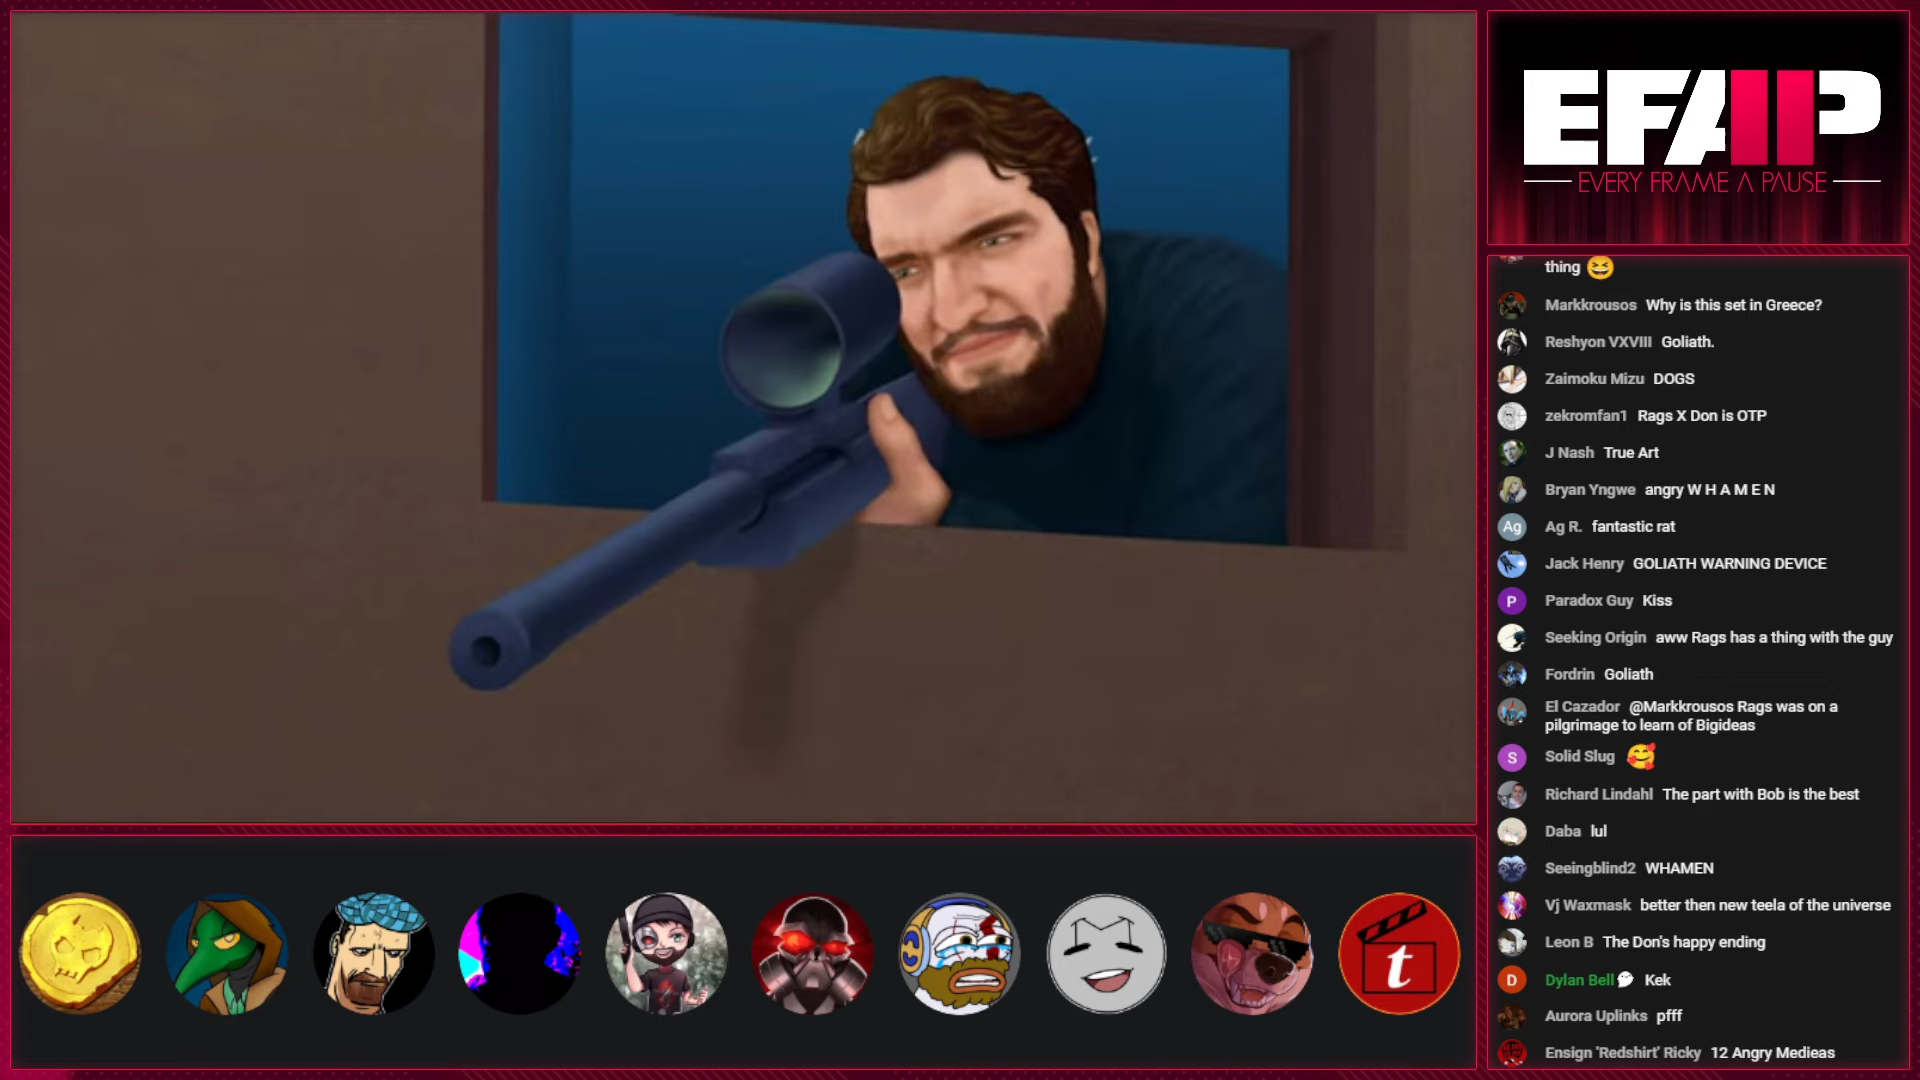 EFAP
EVERY FRAME A PAUSE
thing 😆
Markkrousos Why is this set in Greece?
Reshyon VXVIII Goliath.
Zaimoku Mizu DOGS
zekromfan1 Rags X Don is OTP
J Nash True Art
Bryan Yngwe angry W H A M E N
Ag Ag R. fantastic rat
Jack Henry GOLIATH WARNING DEVICE
P Paradox Guy Kiss
Seeking Origin aww Rags has a thing with the guy
Fordrin Goliath
El Cazador @Markkrousos Rags was on a
pilgrimage to learn of Bigideas
S Solid Slug 🥰
Richard Lindahl The part with Bob is the best
Daba lul
Seeingblind2 WHAMEN
Vj Waxmask better then new teela of the universe
Leon B The Don's happy ending
D Dylan Bell Kek
Aurora Uplinks pfff
Ensign 'Redshirt' Ricky 12 Angry Medieas
M
t